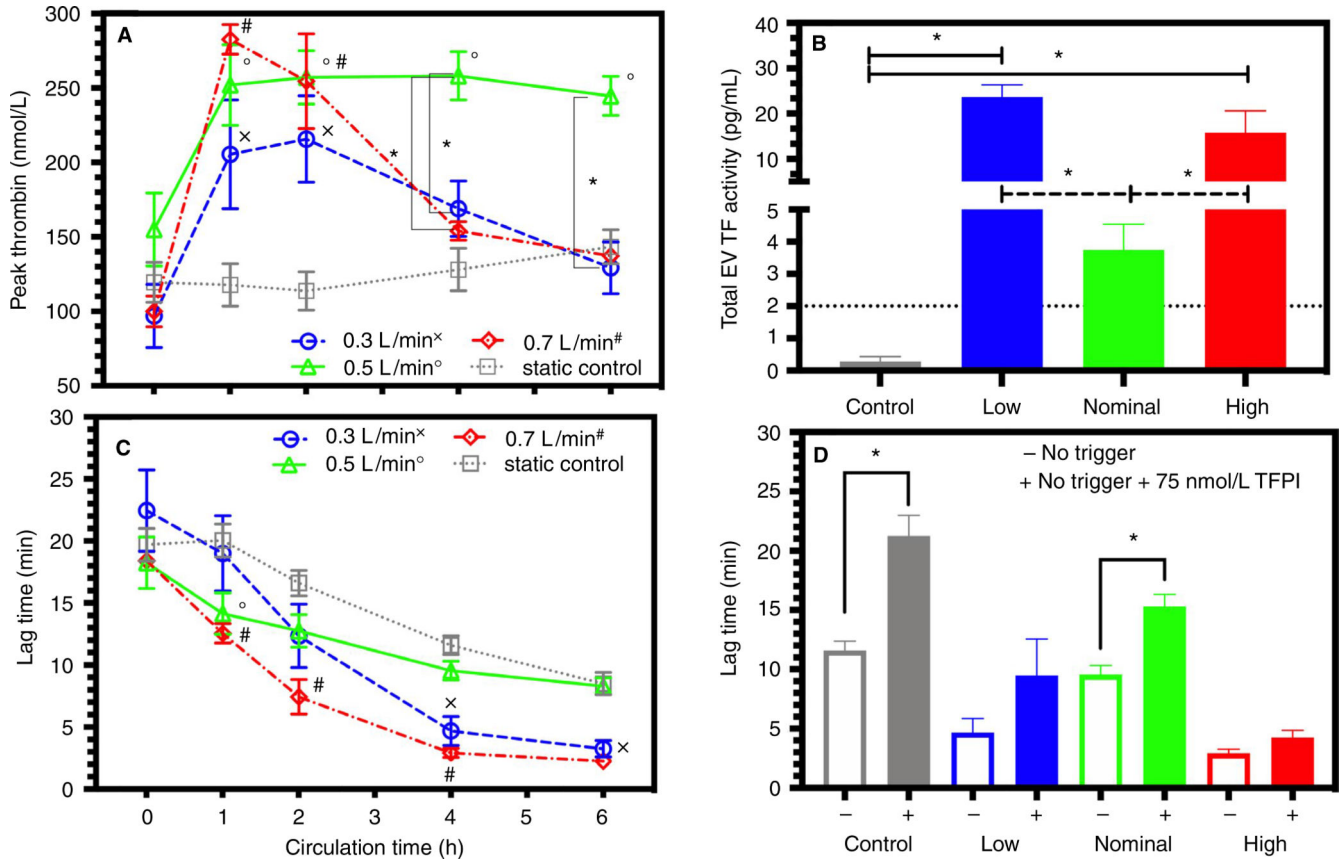 A
Peak thrombin (nmol/L)
300
250
200
150
100
50
#
°
° #
°
°
×
×
*
*
*
0.3 L/min×
0.7 L/min#
0.5 L/min°
static control
B
Total EV TF activity (pg/mL)
40
30
20
10
5
4
3
2
1
0
*
*
*
*
Control
Low
Nominal
High
C
Lag time (min)
30
25
20
15
10
5
0
0.3 L/min×
0.7 L/min#
0.5 L/min°
static control
°
#
#
×
#
×
0
1
2
3
4
5
6
Circulation time (h)
D
Lag time (min)
30
25
20
15
10
5
0
− No trigger
+ No trigger + 75 nmol/L TFPI
*
*
− + − + − + − +
Control
Low
Nominal
High